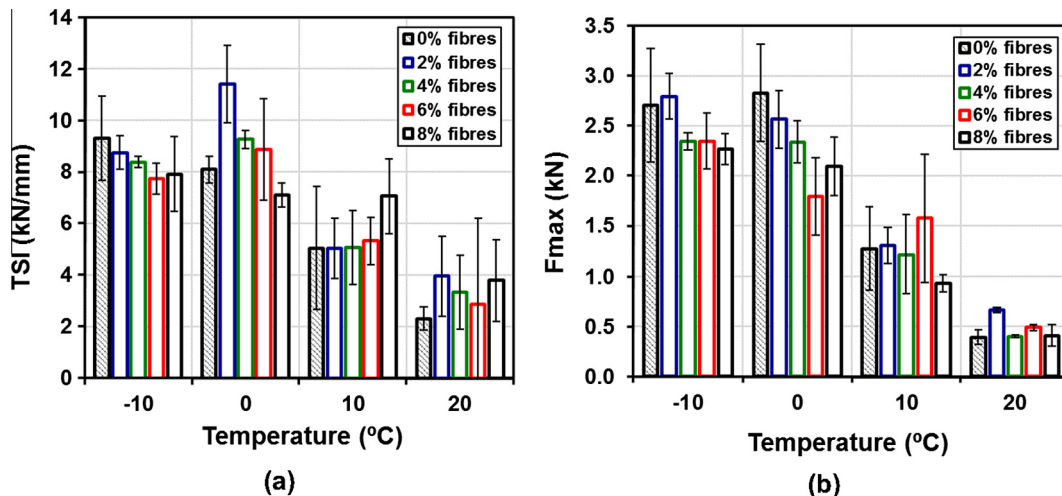 TSI (kN/mm)
14
12
10
8
6
4
2
0
0% fibres
2% fibres
4% fibres
6% fibres
8% fibres
-10 0 10 20
Temperature (ºC)
(a)
Fmax (kN)
3.5
3.0
2.5
2.0
1.5
1.0
0.5
0.0
0% fibres
2% fibres
4% fibres
6% fibres
8% fibres
-10 0 10 20
Temperature (ºC)
(b)